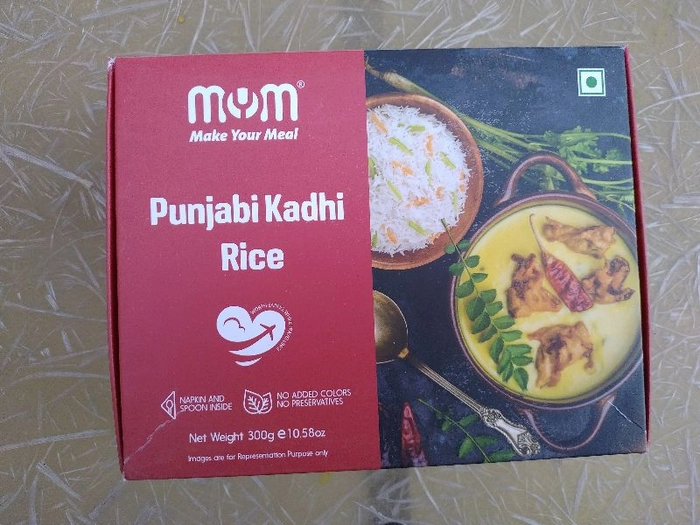 mum®
Make Your Meal
Punjabi Kadhi
Rice
NAPKIN AND
SPOON INSIDE
NO ADDED COLORS
NO PRESERVATIVES
Net Weight 300g e 10.58oz
Images are for Representation Purpose only